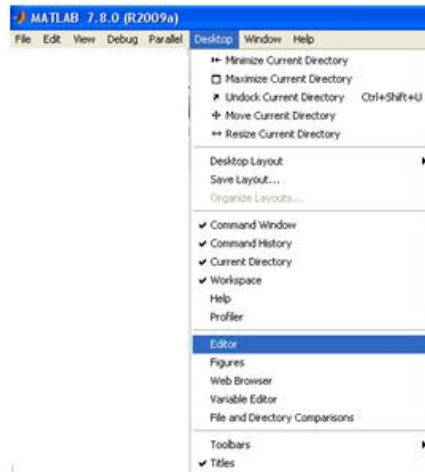 MATLAB 7.8.0 (R2009a)
File Edit View Debug Parallel Desktop Window Help
Minimize Current Directory
Maximize Current Directory
Undock Current Directory Ctrl+Shift+U
Move Current Directory
Resize Current Directory
Desktop Layout
Save Layout...
Organize Layouts...
Command Window
Command History
Current Directory
Workspace
Help
Profiler
Editor
Figures
Web Browser
Variable Editor
File and Directory Comparisons
Toolbars
Titles